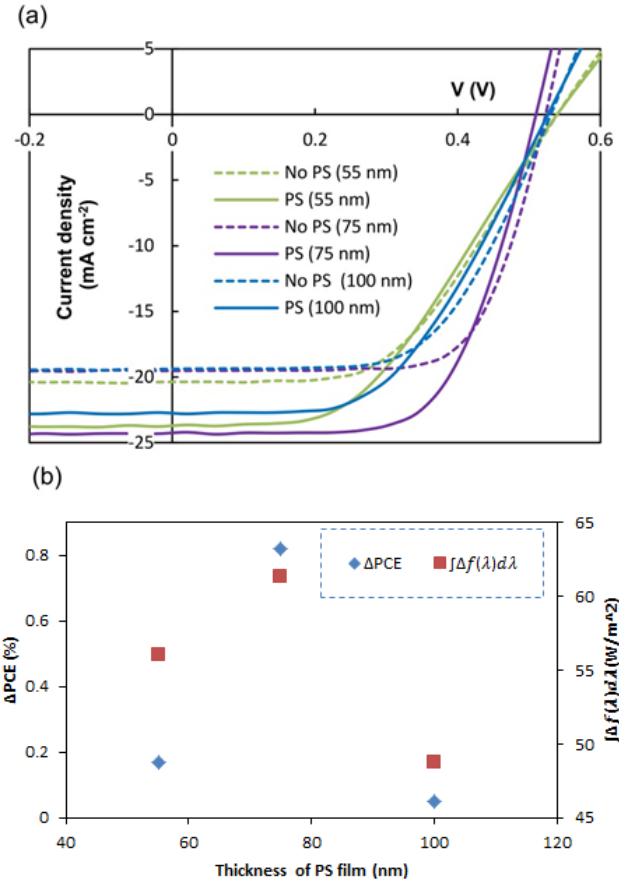 (a)
5
V (V)
0
-0.2
0
0.2
0.4
0.6
-5
-10
-15
-20
-25
Current density
(mA cm-2)
No PS (55 nm)
PS (55 nm)
No PS (75 nm)
PS (75 nm)
No PS (100 nm)
PS (100 nm)
(b)
ΔPCE (%)
0.8
0.6
0.4
0.2
0
ΔPCE
∫Δf(λ)dλ
65
60
55
50
45
∫Δf(λ)dλ(W/m^2)
40
60
80
100
120
Thickness of PS film (nm)